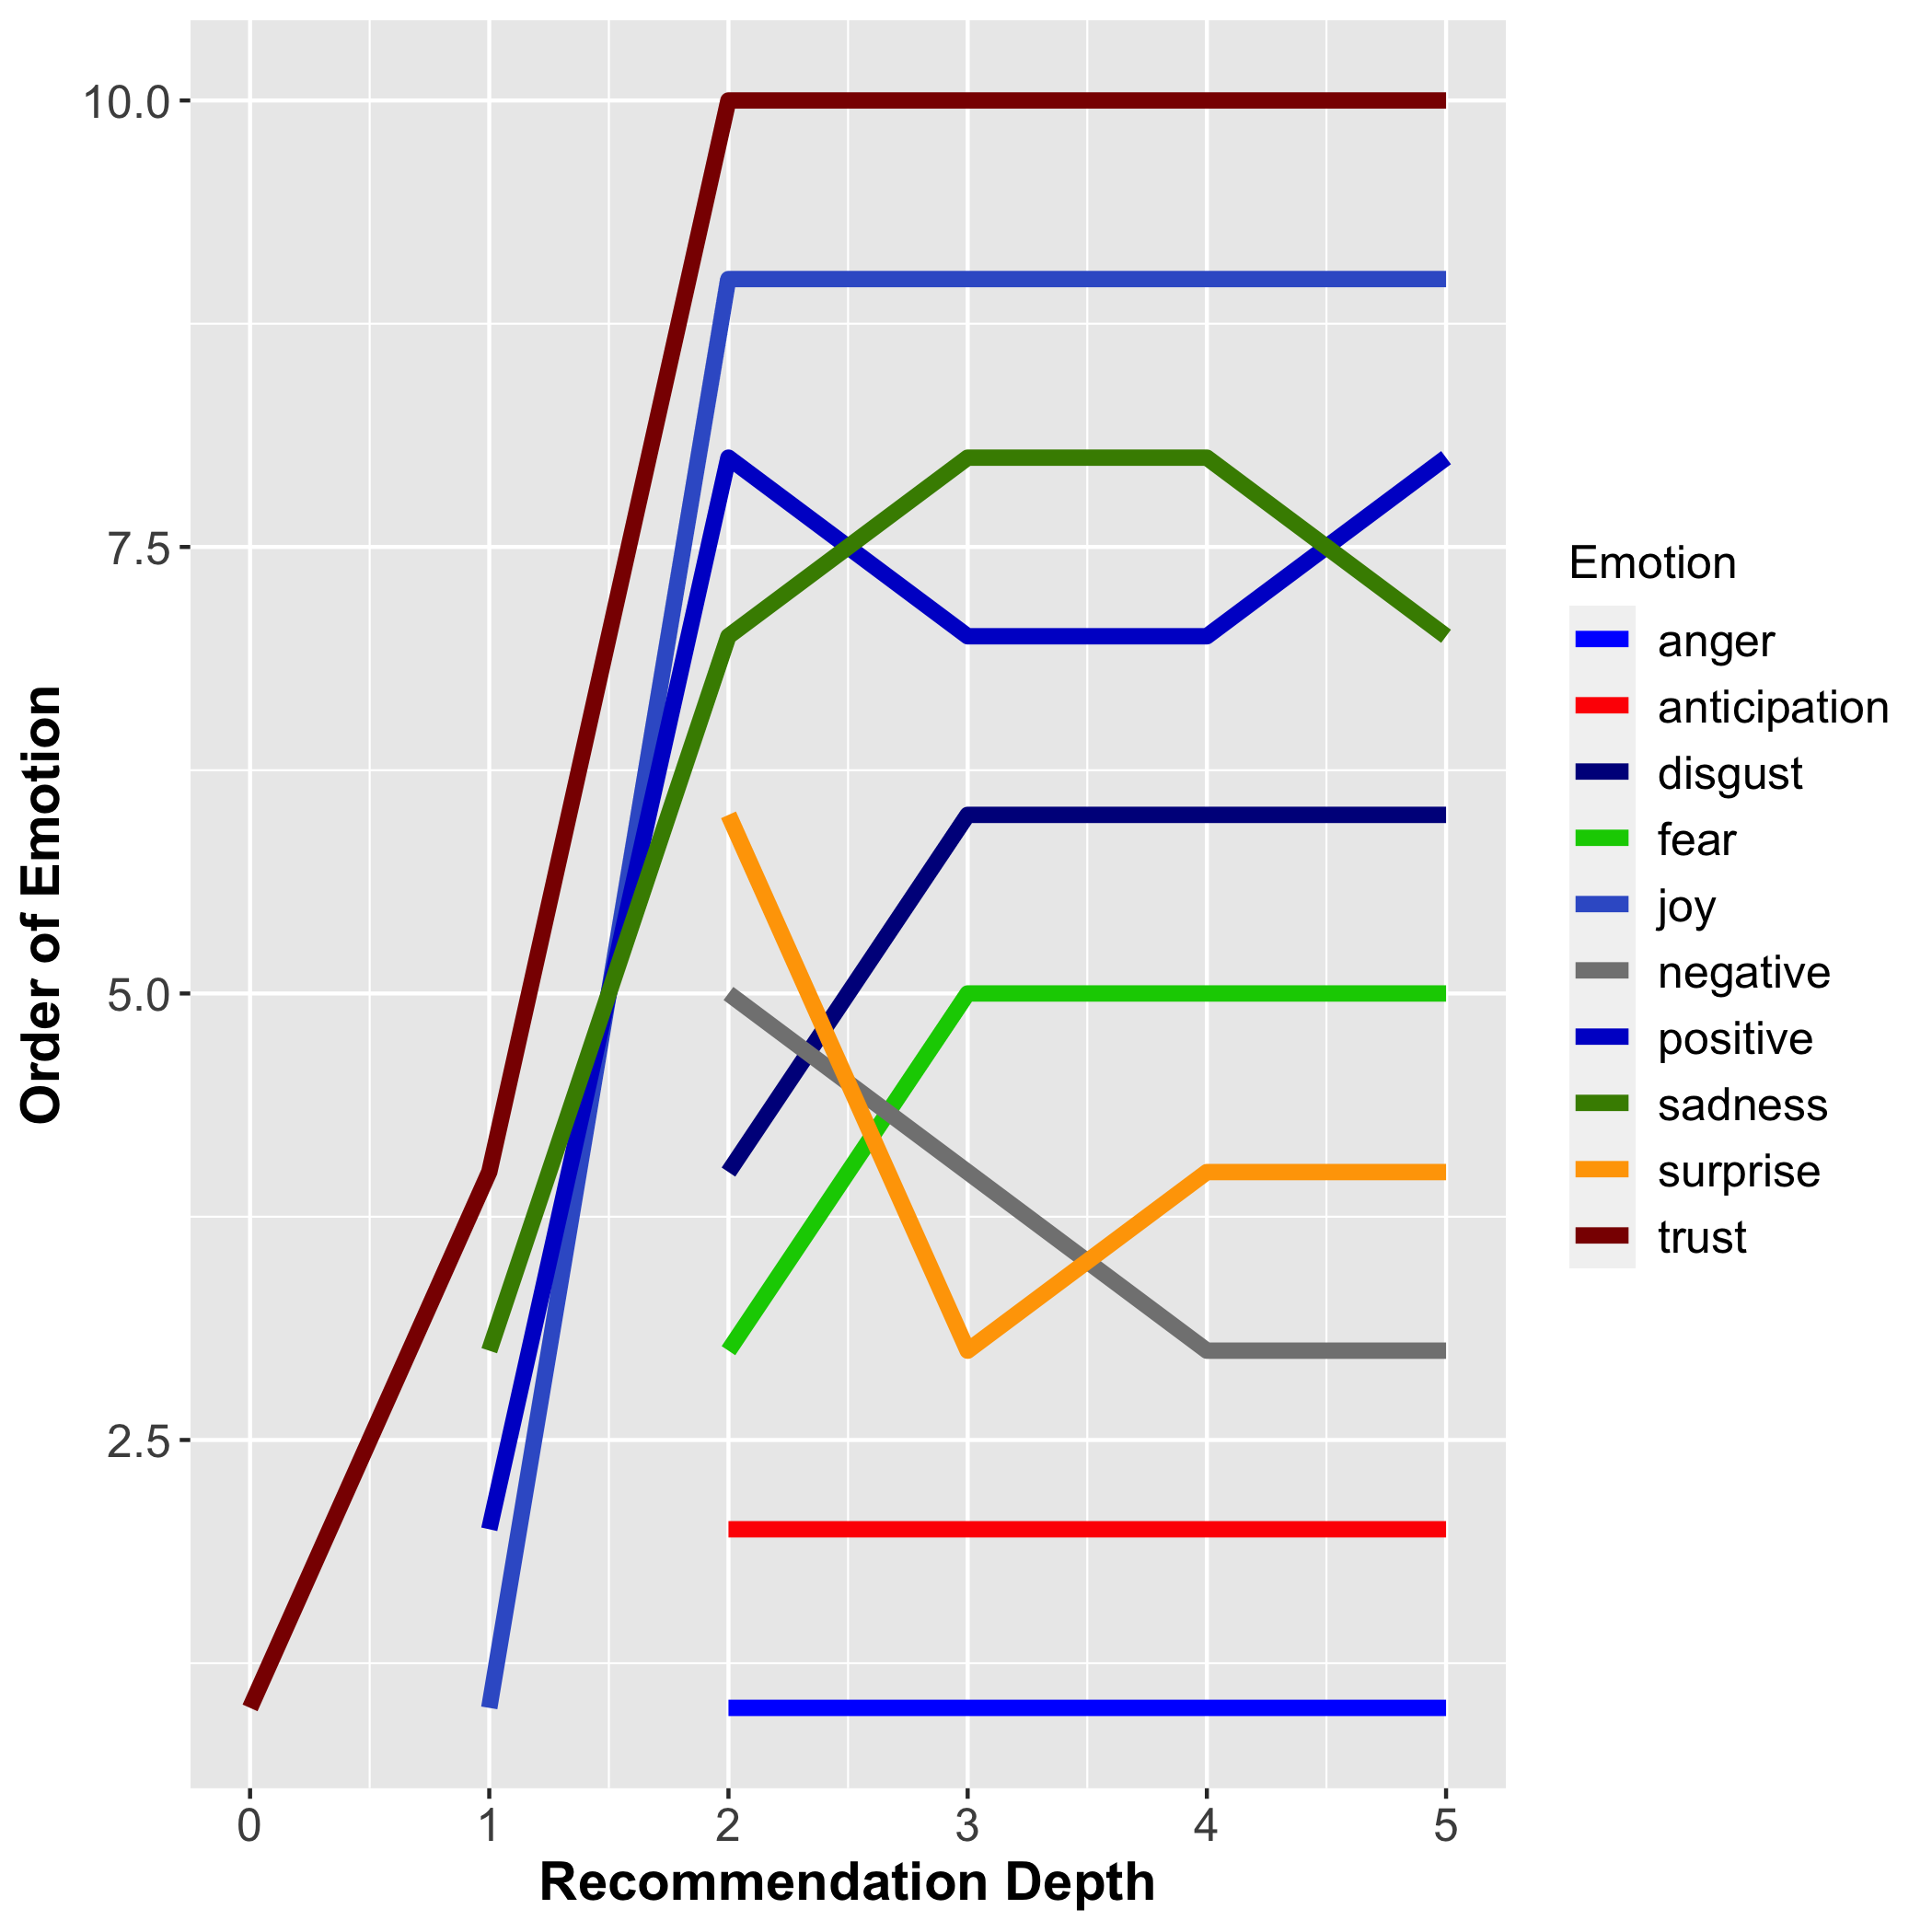 10.0
7.5
5.0
2.5
Order of Emotion
0 1 2 3 4 5
Recommendation Depth
Emotion
anger
anticipation
disgust
fear
joy
negative
positive
sadness
surprise
trust